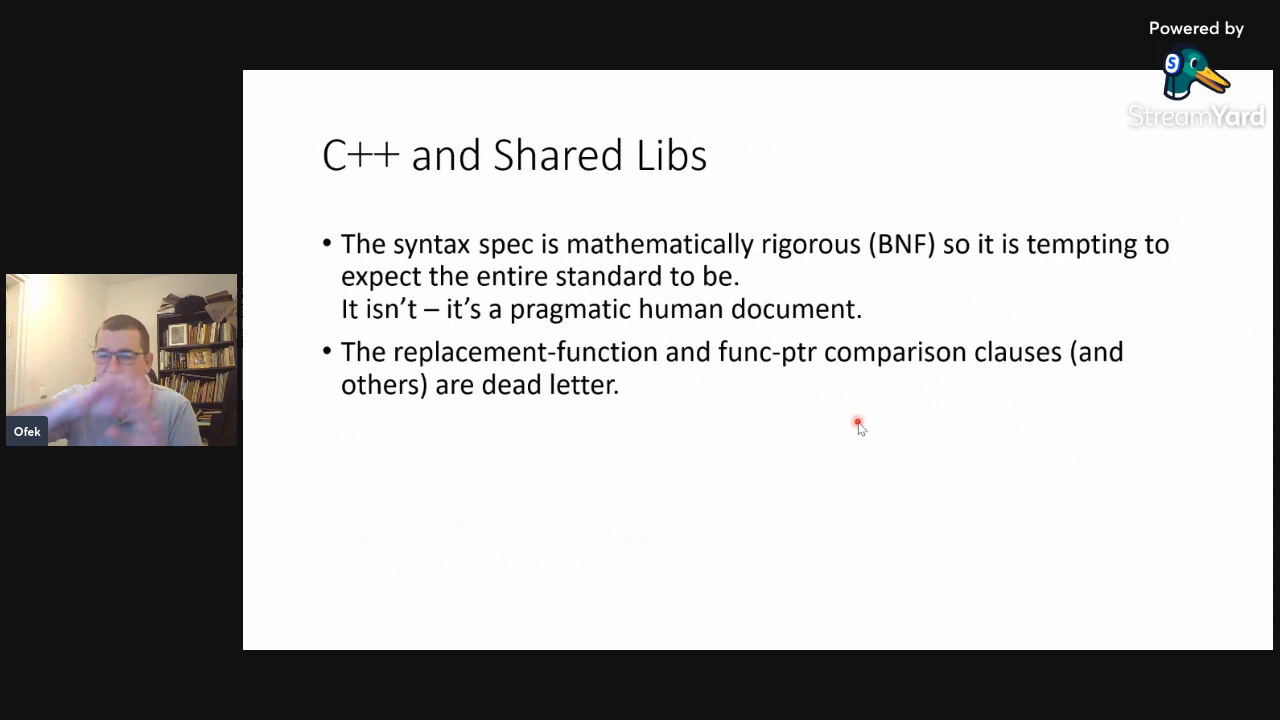 Powered by
StreamYard
C++ and Shared Libs
• The syntax spec is mathematically rigorous (BNF) so it is tempting to
expect the entire standard to be.
It isn't – it's a pragmatic human document.
• The replacement-function and func-ptr comparison clauses (and
others) are dead letter.
Ofek